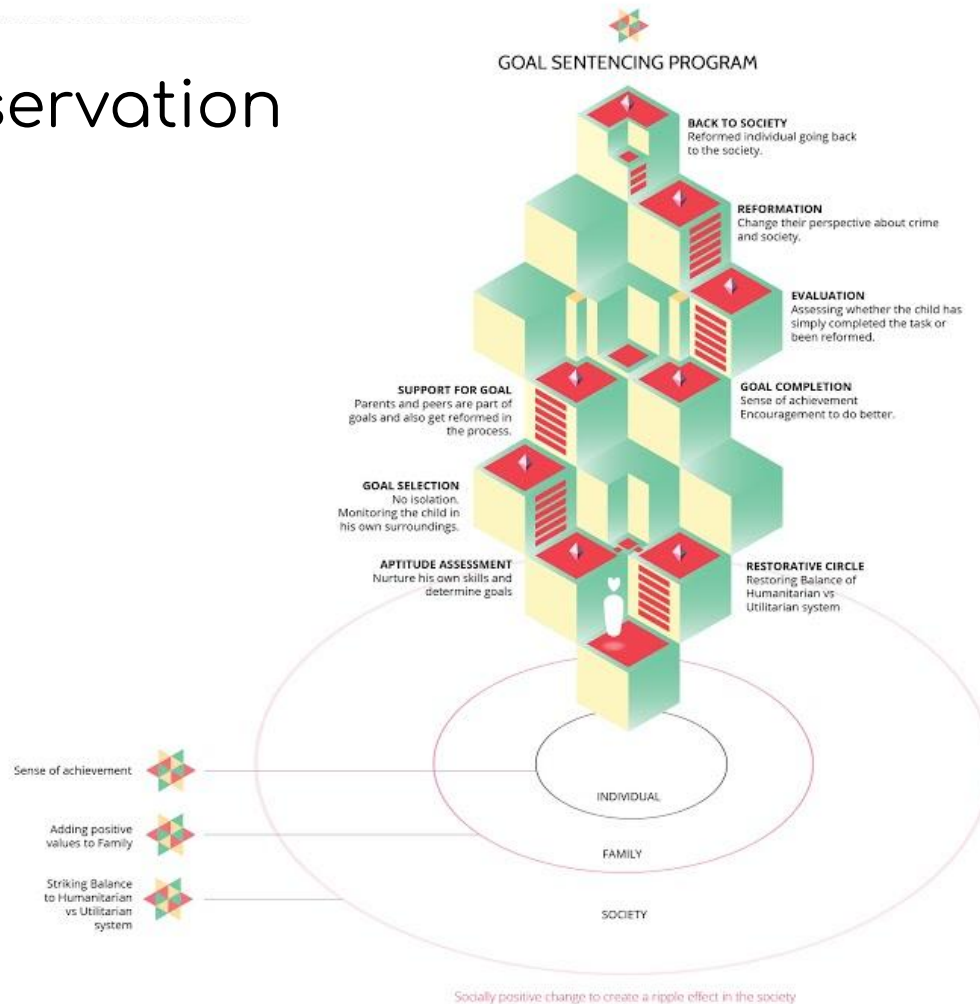 servation
GOAL SENTENCING PROGRAM
BACK TO SOCIETY
Reformed individual going back
to the society.
REFORMATION
Change their perspective about crime
and society.
EVALUATION
Assessing whether the child has
simply completed the task or
been reformed.
SUPPORT FOR GOAL
Parents and peers are part of
goals and also get reformed in
the process.
GOAL COMPLETION
Sense of achievement
Encouragement to do better.
GOAL SELECTION
No isolation.
Monitoring the child in
his own surroundings.
APTITUDE ASSESSMENT
Nurture his own skills and
determine goals
RESTORATIVE CIRCLE
Restoring Balance of
Humanitarian vs
Utilitarian system
Sense of achievement
INDIVIDUAL
Adding positive
values to Family
FAMILY
Striking Balance
to Humanitarian
vs Utilitarian
system
SOCIETY
Socially positive change to create a ripple effect in the society